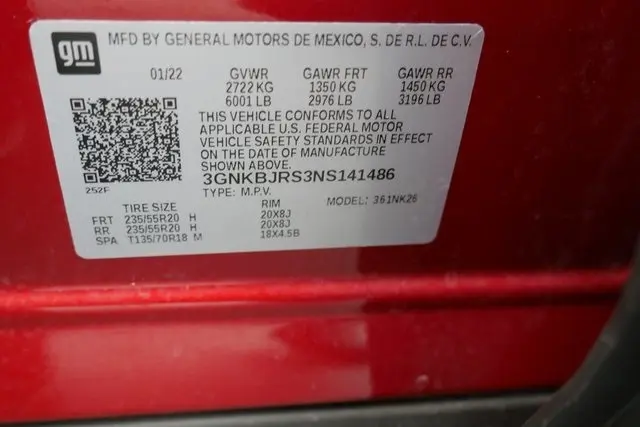 gm
MFD BY GENERAL MOTORS DE MEXICO, S. DE R.L. DE C.V.
01/22 GVWR GAWR FRT GAWR RR
2722 KG 1350 KG 1450 KG
6001 LB 2976 LB 3196 LB
THIS VEHICLE CONFORMS TO ALL
APPLICABLE U.S. FEDERAL MOTOR
VEHICLE SAFETY STANDARDS IN EFFECT
ON THE DATE OF MANUFACTURE
SHOWN ABOVE.
3GNKBJRS3NS141486
252F TYPE: M.P.V. MODEL: 361NK26
TIRE SIZE RIM
FRT 235/55R20 H 20X8J
RR 235/55R20 H 20X8J
SPA T135/70R18 M 18X4.5B